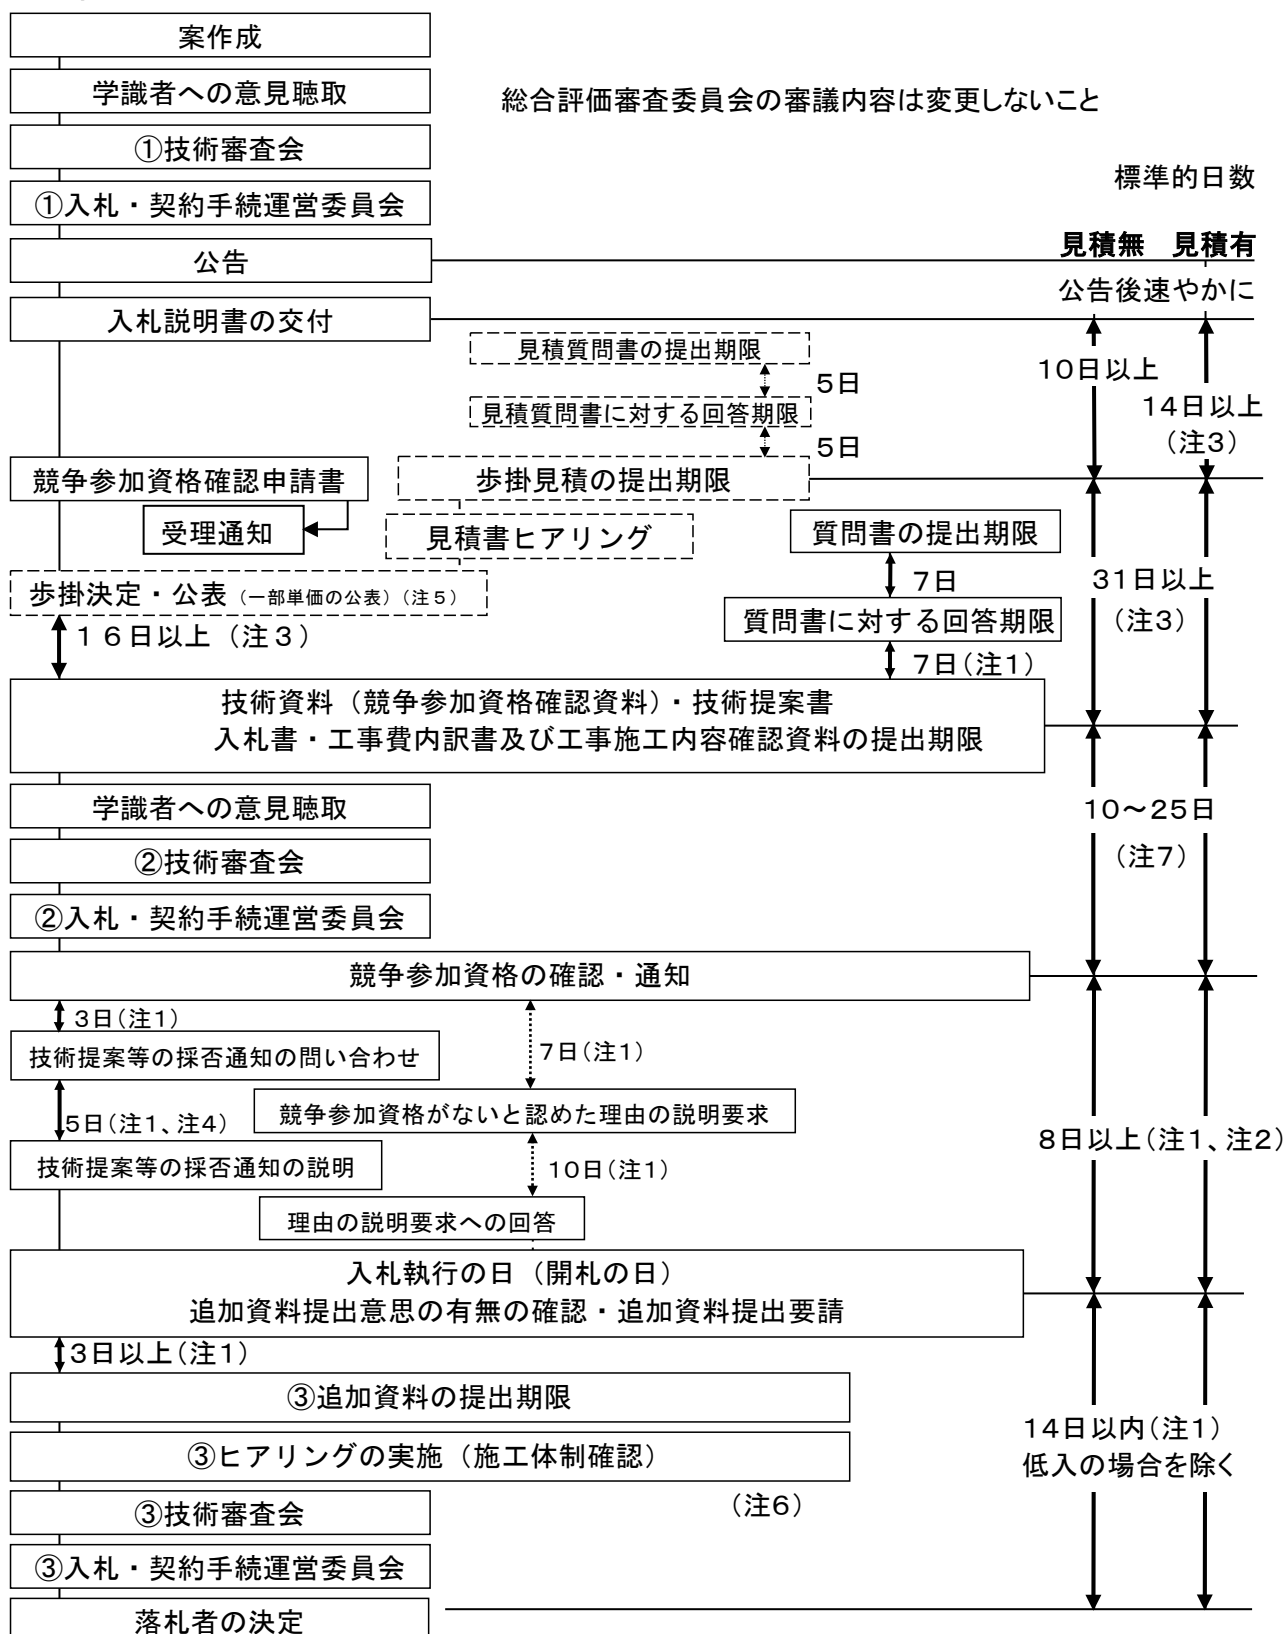 案作成
学識者への意見聴取
総合評価審査委員会の審議内容は変更しないこと
①技術審査会
標準的日数
①入札・契約手続運営委員会
見積無 見積有
公告
公告後速やかに
入札説明書の交付
見積質問書の提出期限
10日以上
5日
14日以上
見積質問書に対する回答期限
(注3)
5日
競争参加資格確認申請書
歩掛見積の提出期限
受理通知
見積書ヒアリング
質問書の提出期限
7日
31日以上
歩掛決定・公表(一部単価の公表)(注5)
(注3)
質問書に対する回答期限
16日以上(注3)
7日(注1)
技術資料(競争参加資格確認資料)・技術提案書
入札書・工事費内訳書及び工事施工内容確認資料の提出期限
学識者への意見聴取
10～25日
②技術審査会
(注7)
②入札・契約手続運営委員会
競争参加資格の確認・通知
3日(注1)
技術提案等の採否通知の問い合わせ
7日(注1)
競争参加資格がないと認めた理由の説明要求
5日(注1、注4)
8日以上(注1、注2)
技術提案等の採否通知の説明
10日(注1)
理由の説明要求への回答
入札執行の日(開札の日)
追加資料提出意思の有無の確認・追加資料提出要請
3日以上(注1)
③追加資料の提出期限
14日以内(注1)
③ヒアリングの実施(施工体制確認)
低入の場合を除く
(注6)
③技術審査会
③入札・契約手続運営委員会
落札者の決定